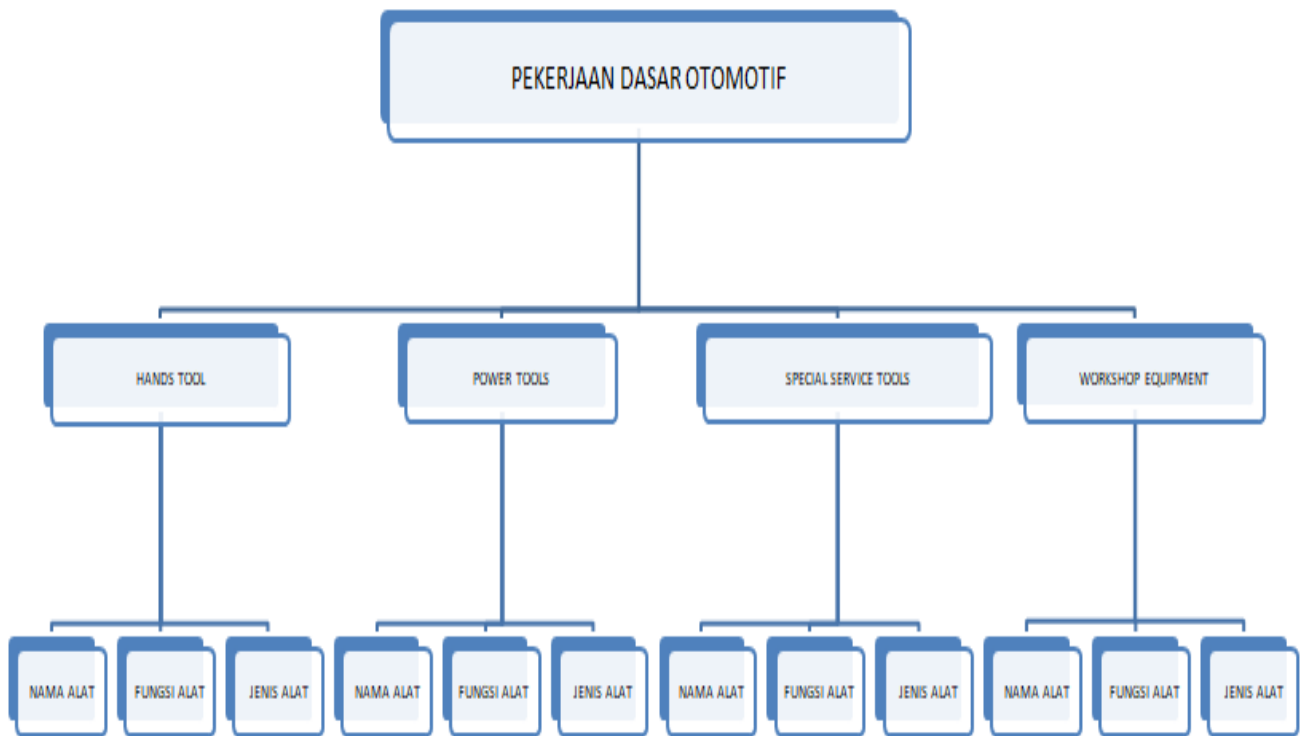 PEKERJAAN DASAR OTOMOTIF
HANDS TOOL
POWER TOOLS
SPECIAL SERVICE TOOLS
WORKSHOP EQUIPMENT
NAMA ALAT
FUNGSI ALAT
JENIS ALAT
NAMA ALAT
FUNGSI ALAT
JENIS ALAT
NAMA ALAT
FUNGSI ALAT
JENIS ALAT
NAMA ALAT
FUNGSI ALAT
JENIS ALAT